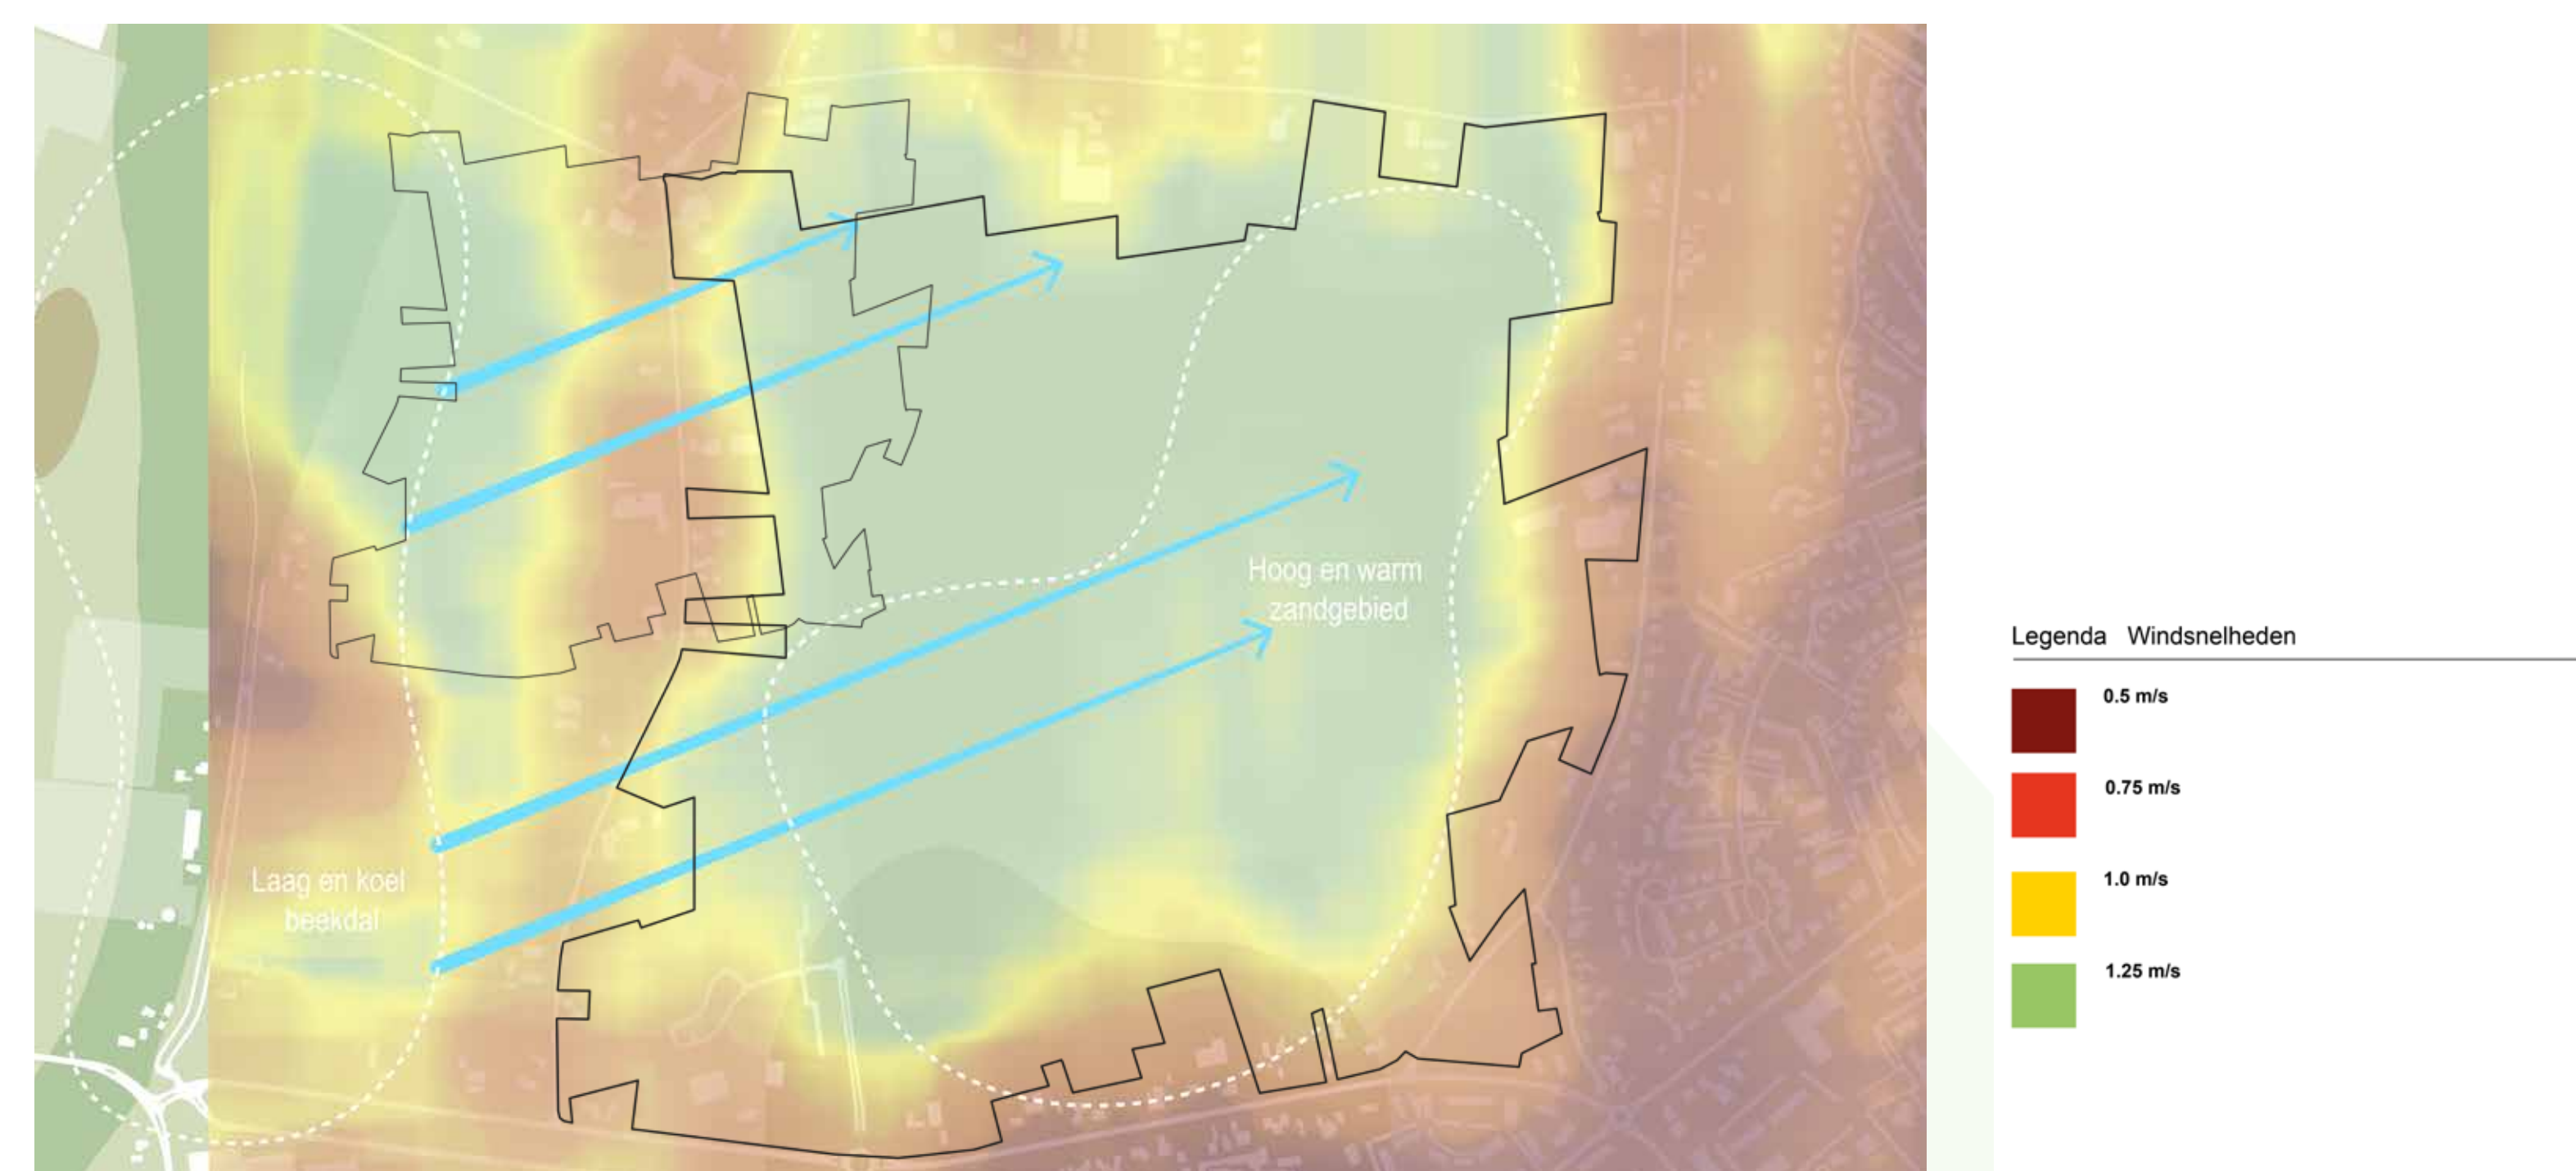 Hoog en warm
zandgebied
Laag en koel
beekdal
Legenda Windsnelheden
0.5 m/s
0.75 m/s
1.0 m/s
1.25 m/s